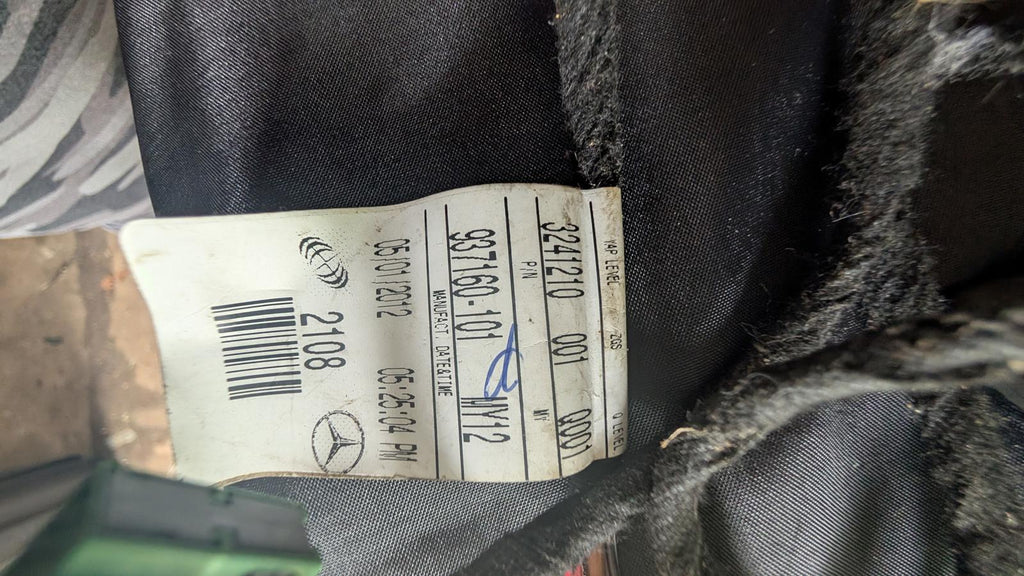 MAP LEVEL ZGS Q LEVEL
3241210 001 Q001
P/N MY
937160-101 MY12
MANUFACT DATE&TIME
05/01/2012 05:25:04 PM
2108